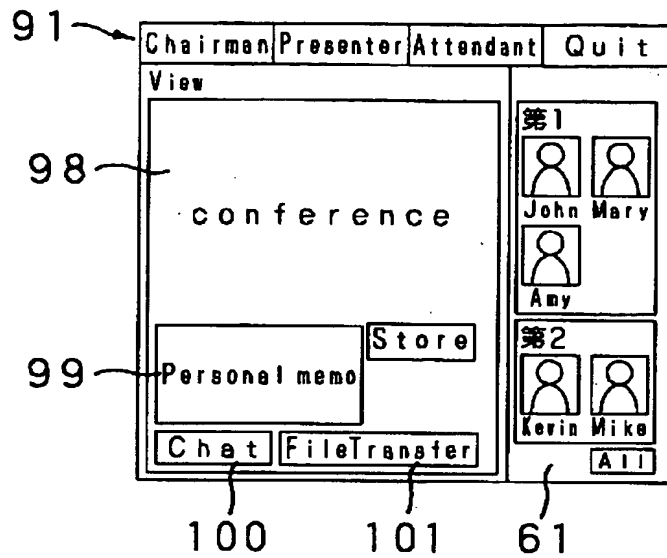 91
Chairman Presenter Attendant Quit
View
98
conference
第1
John Mary
Amy
Store
99
Personal memo
第2
Kevin Mike
Chat FileTransfer
All
100 101 61